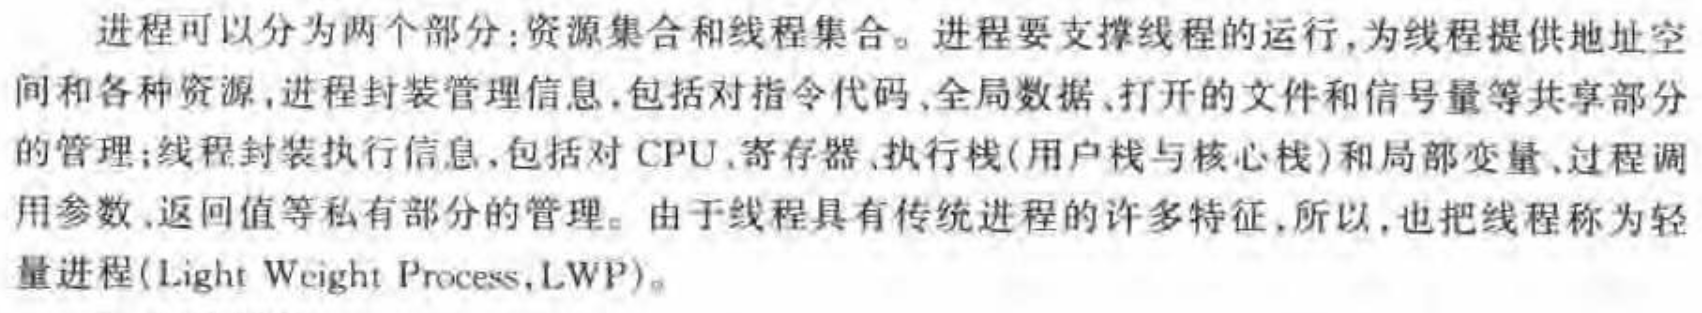 进程可以分为两个部分:资源集合和线程集合。进程要支撑线程的运行,为线程提供地址空
间和各种资源,进程封装管理信息,包括对指令代码、全局数据、打开的文件和信号量等共享部分
的管理;线程封装执行信息,包括对 CPU、寄存器、执行栈(用户栈与核心栈)和局部变量、过程调
用参数、返回值等私有部分的管理。由于线程具有传统进程的许多特征,所以,也把线程称为轻
量进程(Light Weight Process,LWP)。